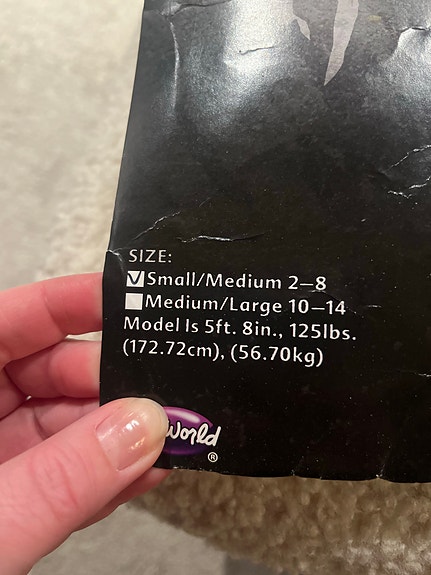 SIZE:
Small/Medium 2–8
Medium/Large 10–14
Model Is 5ft. 8in., 125lbs.
(172.72cm), (56.70kg)
World
®